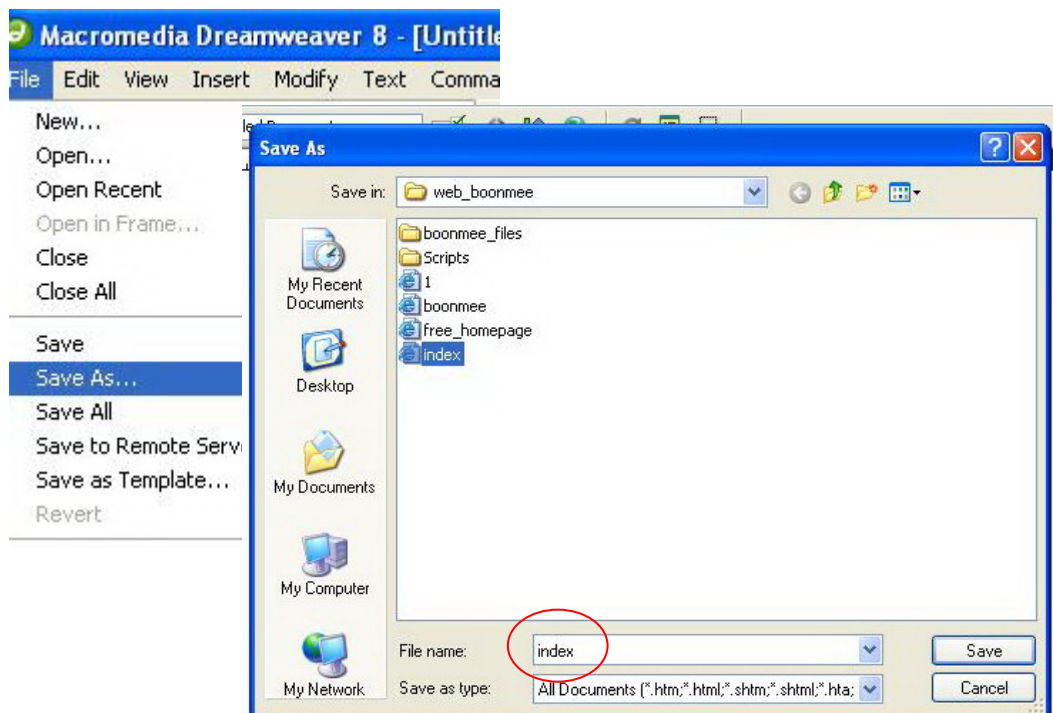 Macromedia Dreamweaver 8 - [Untitle
File Edit View Insert Modify Text Comma
New...
Open...
Open Recent
Open in Frame...
Close
Close All
Save
Save As...
Save All
Save to Remote Serv
Save as Template...
Revert
Save As
Save in: web_boonmee
My Recent Documents
Desktop
My Documents
My Computer
My Network
boonmee_files
Scripts
1
boonmee
free_homepage
index
File name: index Save
Save as type: All Documents (*.htm;*.html;*.shtm;*.shtml;*.hta; Cancel